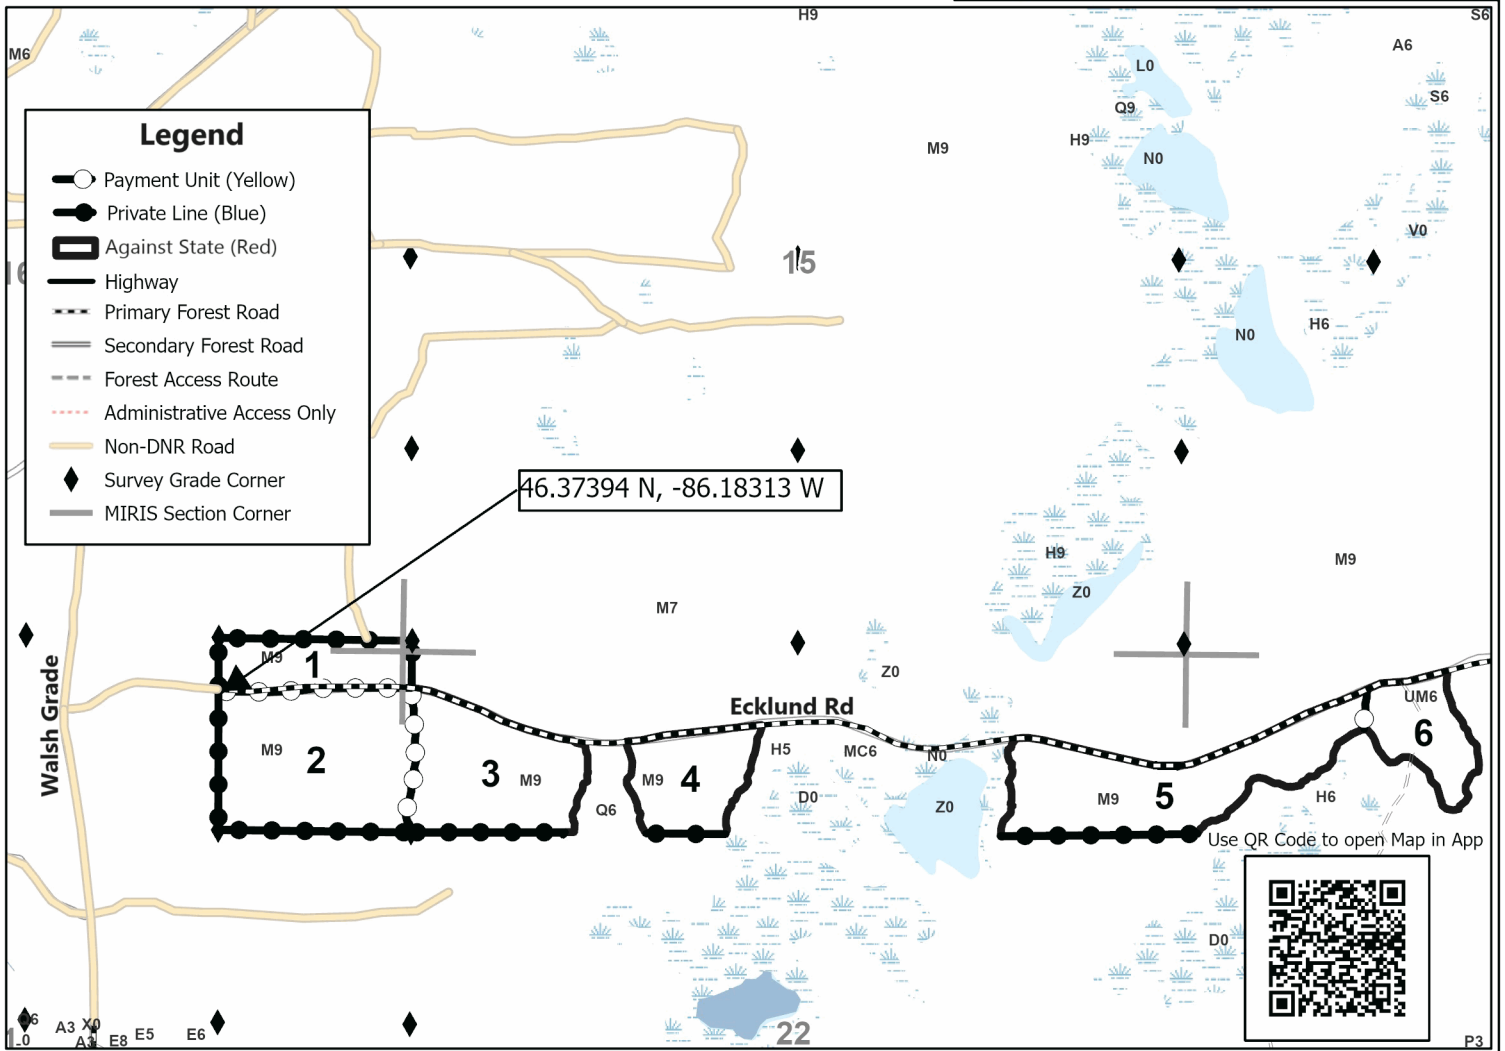 H9
S6
M6
A6
L0
S6
Q9
H9
M9
N0
Legend
Payment Unit (Yellow)
Private Line (Blue)
Against State (Red)
Highway
Primary Forest Road
Secondary Forest Road
Forest Access Route
Administrative Access Only
Non-DNR Road
Survey Grade Corner
MIRIS Section Corner
V0
16
15
N0
H6
46.37394 N, -86.18313 W
H9
M9
Z0
M7
M9
1
Z0
Walsh Grade
Ecklund Rd
UM6
6
M9
2
3
M9
M9
4
H5
MC6
N0
Q6
D0
Z0
M9
5
H6
Use QR Code to open Map in App
D0
A3
X0
A3
E8
E5
E6
22
P3